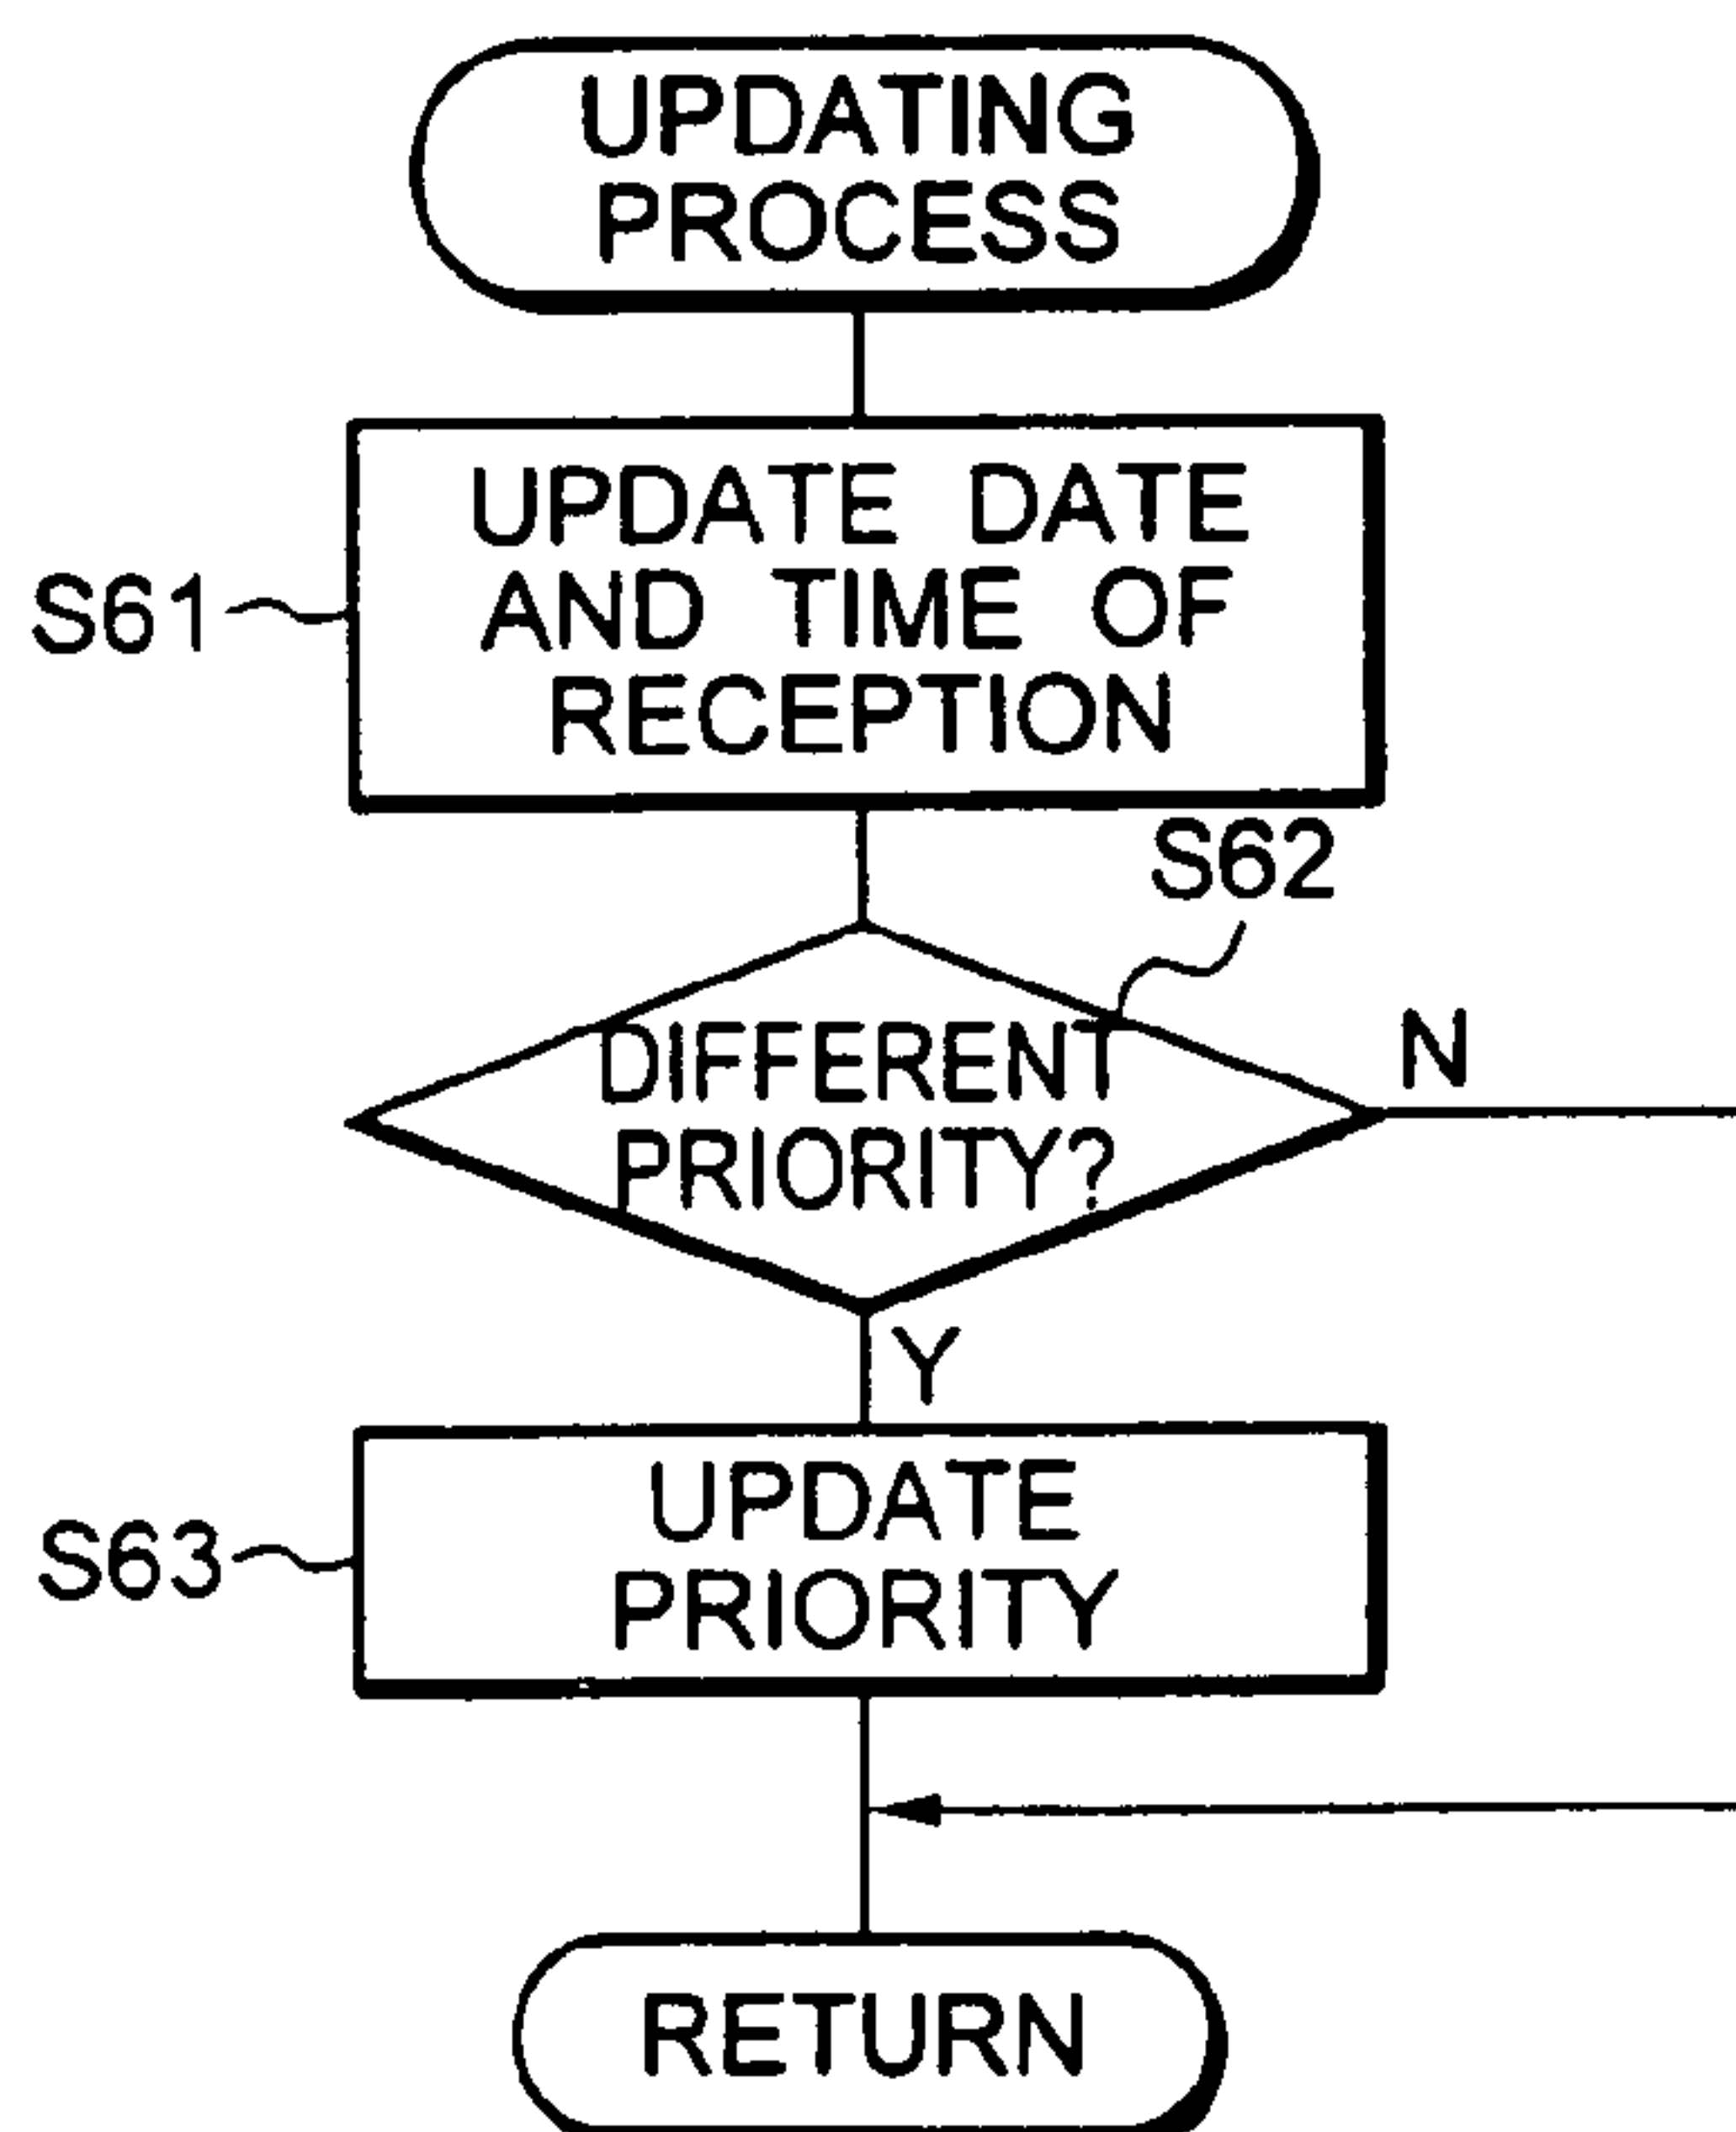 UPDATING
PROCESS
UPDATE DATE
AND TIME OF
RECEPTION
S61
S62
DIFFERENT
PRIORITY?
N
Y
UPDATE
PRIORITY
S63
RETURN